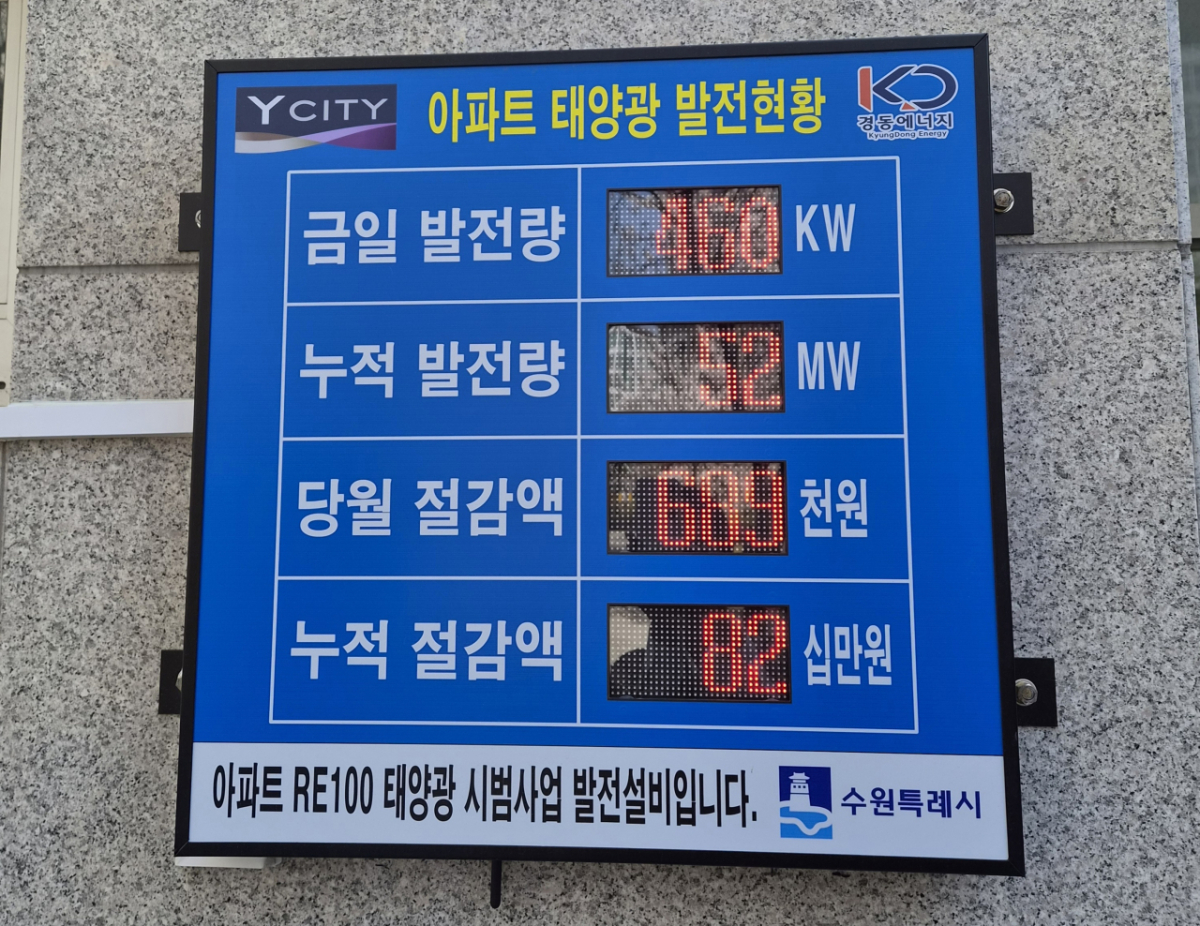 Y CITY
아파트 태양광 발전현황
KD
경동에너지
KyungDong Energy
금일 발전량 460 KW
누적 발전량 52 MW
당월 절감액 609 천원
누적 절감액 82 십만원
아파트 RE100 태양광 시범사업 발전설비입니다.
수원특례시